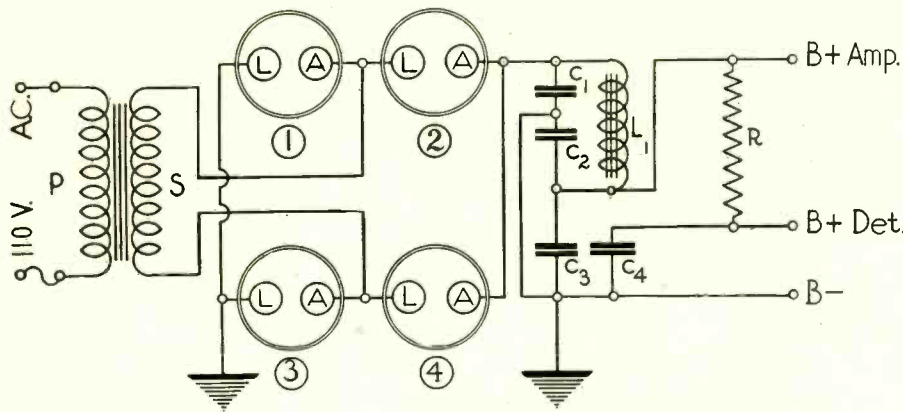 L A L A
① ②
B+ Amp.
C1
C2
L1
R
A.C.
110 V.
P S
B+ Det.
L A L A
C3 C4
B-
③ ④